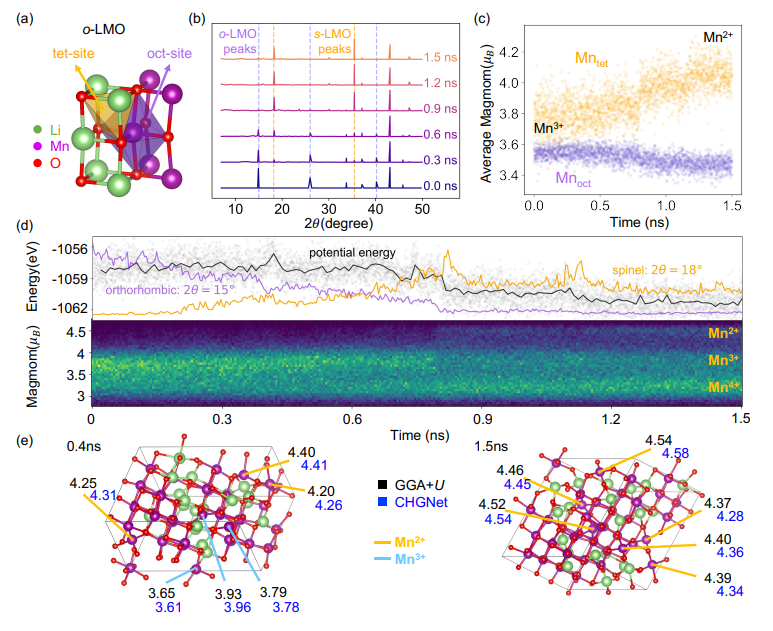 (a)
o-LMO
tet-site
oct-site
Li
Mn
O
(b)
o-LMO
peaks
s-LMO
peaks
1.5 ns
1.2 ns
0.9 ns
0.6 ns
0.3 ns
0.0 ns
10 20 30 40 50
2θ(degree)
(c)
Average Magmom(μB)
4.2
4.0
3.8
3.6
3.4
Mn2+
Mntet
Mn3+
Mnoct
0.0 0.5 1.0 1.5
Time (ns)
(d)
Energy(eV)
-1056
-1059
-1062
potential energy
orthorhombic: 2θ = 15°
spinel: 2θ = 18°
Magmom(μB)
4.5
4
3.5
3
Mn2+
Mn3+
Mn4+
0 0.3 0.6 0.9 1.2 1.5
Time (ns)
(e)
0.4ns
4.40
4.41
4.25
4.31
4.20
4.26
3.65
3.61
3.93
3.96
3.79
3.78
GGA+U
CHGNet
Mn2+
Mn3+
1.5ns
4.54
4.58
4.46
4.45
4.52
4.54
4.37
4.28
4.40
4.36
4.39
4.34